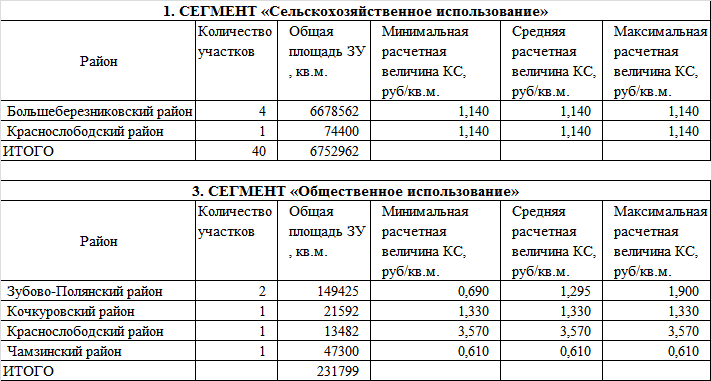 1. СЕГМЕНТ «Сельскохозяйственное использование»
Район Количество участков Общая площадь ЗУ , кв.м. Минимальная расчетная величина КС, руб/кв.м. Средняя расчетная величина КС, руб/кв.м. Максимальная расчетная величина КС, руб/кв.м.
Большеберезниковский район 4 6678562 1,140 1,140 1,140
Краснослободский район 1 74400 1,140 1,140 1,140
ИТОГО 40 6752962
3. СЕГМЕНТ «Общественное использование»
Район Количество участков Общая площадь ЗУ , кв.м. Минимальная расчетная величина КС, руб/кв.м. Средняя расчетная величина КС, руб/кв.м. Максимальная расчетная величина КС, руб/кв.м.
Зубово-Полянский район 2 149425 0,690 1,295 1,900
Кочкуровский район 1 21592 1,330 1,330 1,330
Краснослободский район 1 13482 3,570 3,570 3,570
Чамзинский район 1 47300 0,610 0,610 0,610
ИТОГО 231799